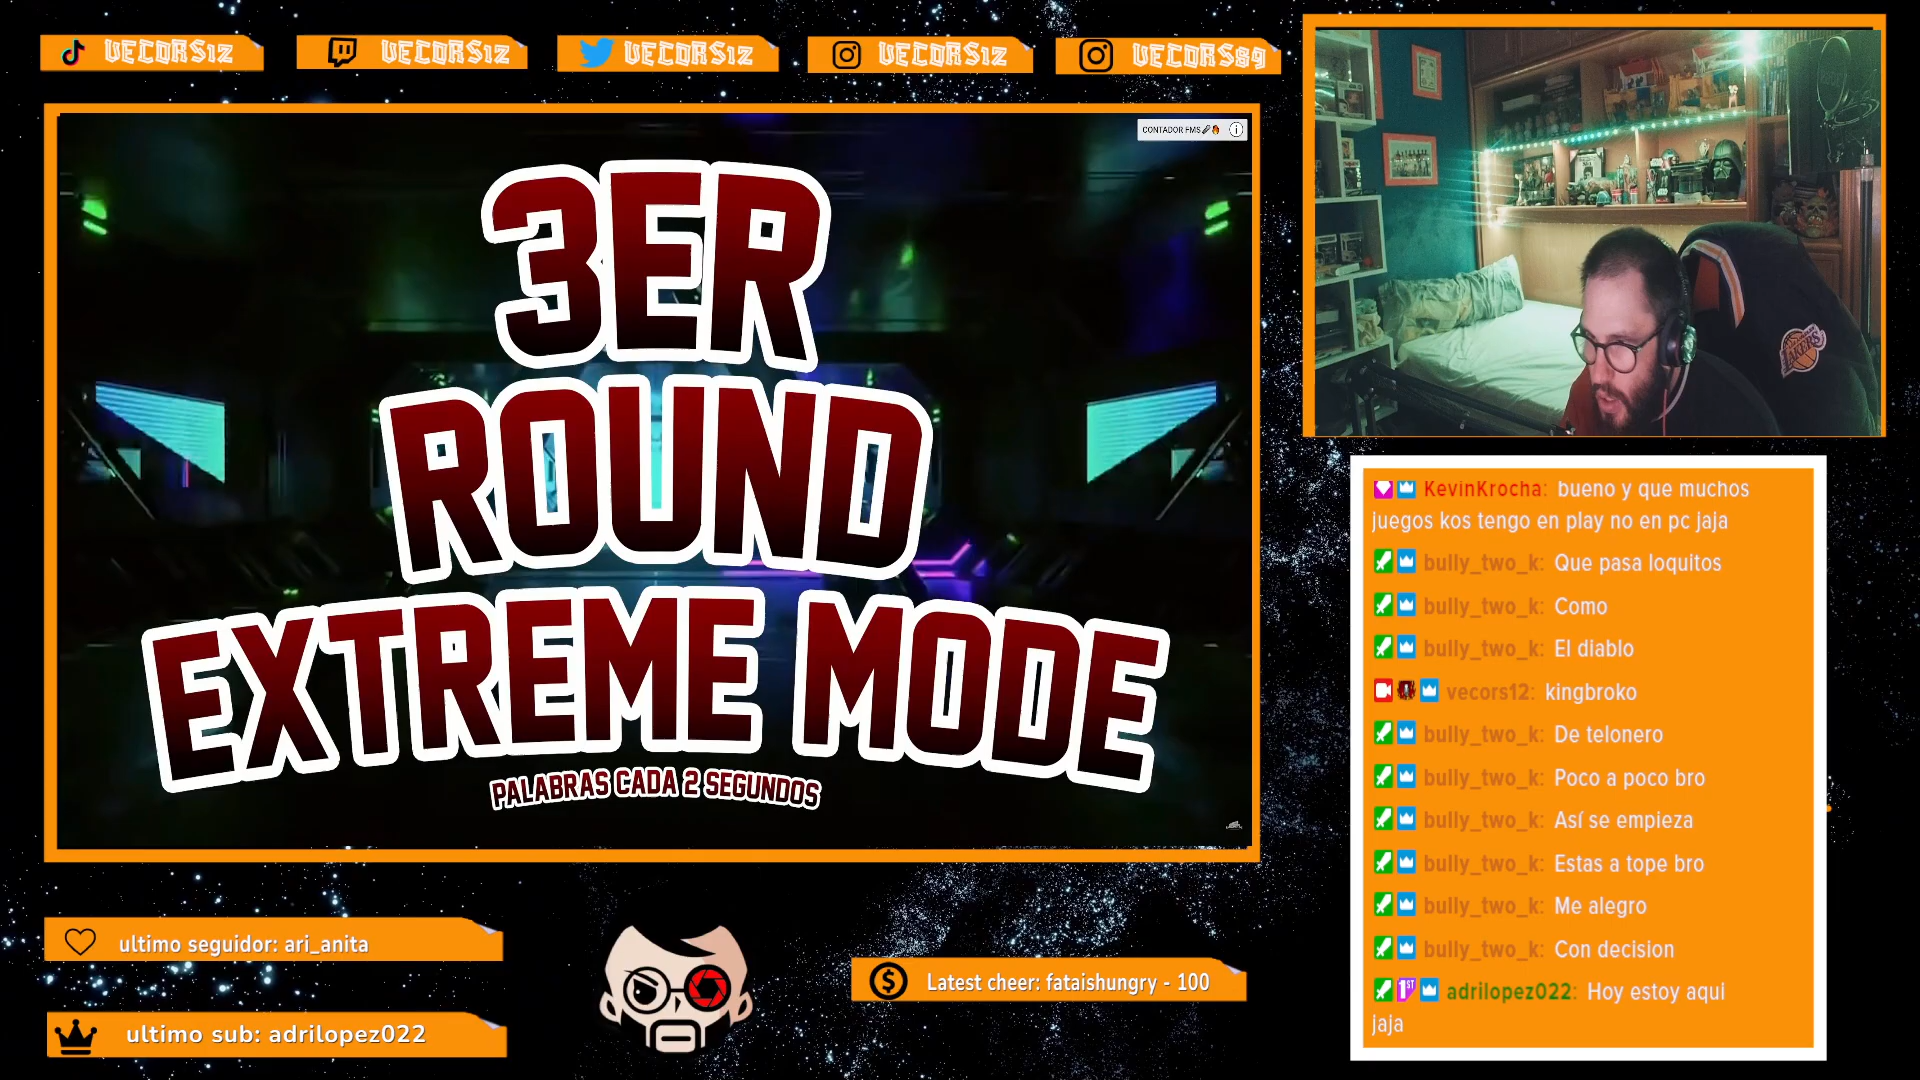 VECORS12
VECORS12
VECORS12
VECORS12
VECORS89
CONTADOR FMS🎤🔥
3ER
ROUND
EXTREME MODE
PALABRAS CADA 2 SEGUNDOS
LAKERS
KevinKrocha: bueno y que muchos
juegos kos tengo en play no en pc jaja
bully_two_k: Que pasa loquitos
bully_two_k: Como
bully_two_k: El diablo
vecors12: kingbroko
bully_two_k: De telonero
bully_two_k: Poco a poco bro
bully_two_k: Así se empieza
bully_two_k: Estas a tope bro
bully_two_k: Me alegro
bully_two_k: Con decision
1ST adrilopez022: Hoy estoy aqui
jaja
ultimo seguidor: ari_anita
ultimo sub: adrilopez022
Latest cheer: fataishungry - 100